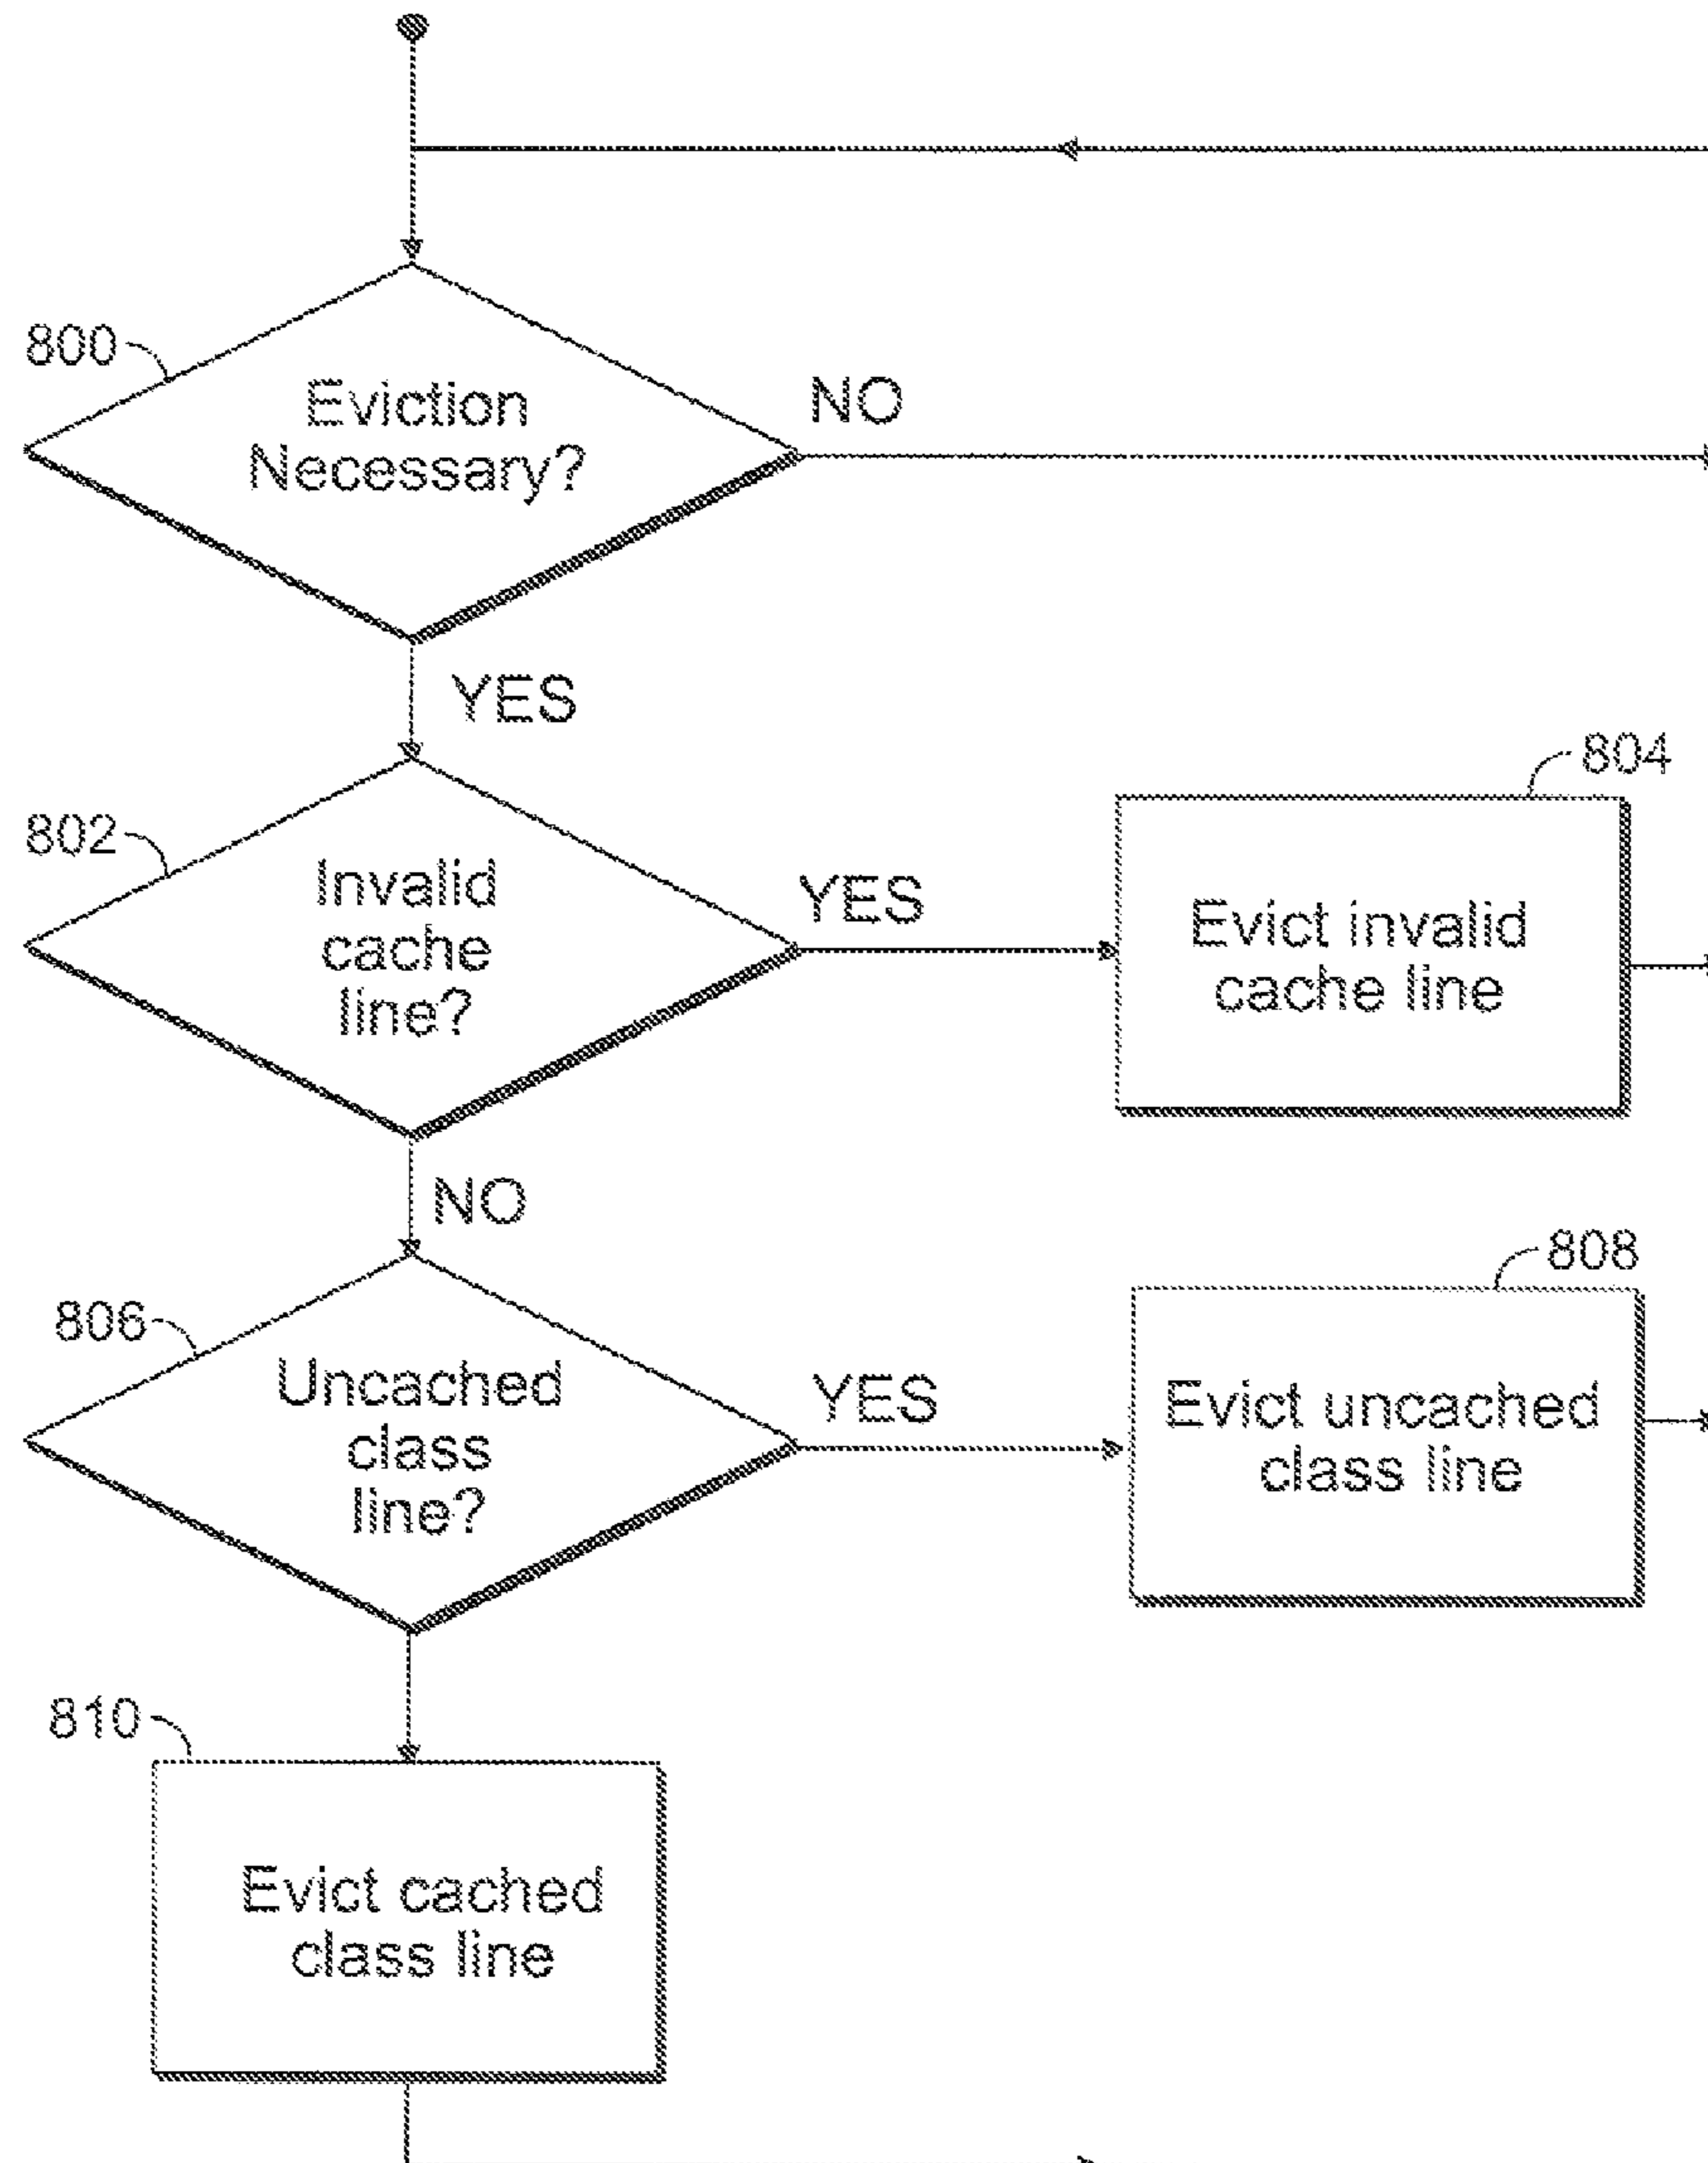 800
Eviction
Necessary?
NO
YES
802
Invalid
cache
line?
YES
804
Evict invalid
cache line
NO
806
Uncached
class
line?
YES
808
Evict uncached
class line
810
Evict cached
class line